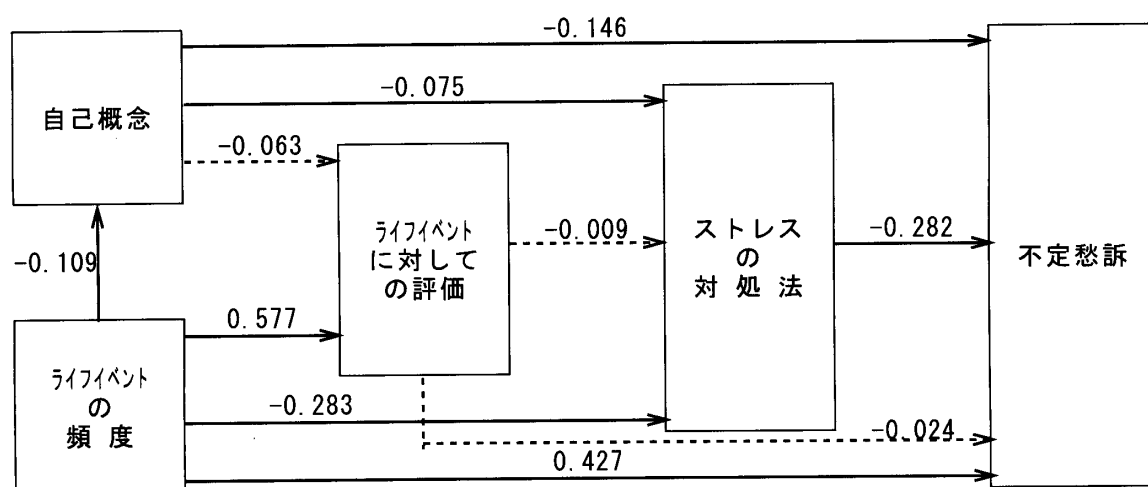 -0.146
-0.075
自己概念
-0.063
ライフイベント
に対して
の評価
-0.009
ストレス
の
対 処 法
-0.282
不定愁訴
-0.109
0.577
ライフイベント
の
頻 度
-0.283
-0.024
0.427